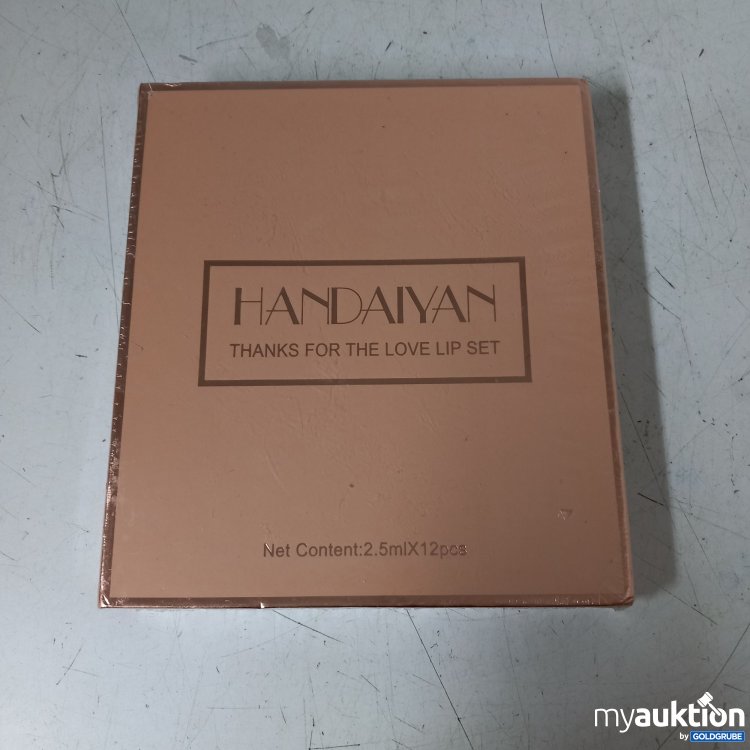 HANDAIYAN
THANKS FOR THE LOVE LIP SET
Net Content:2.5mlX12pcs
myauktion
by GOLDGRUBE